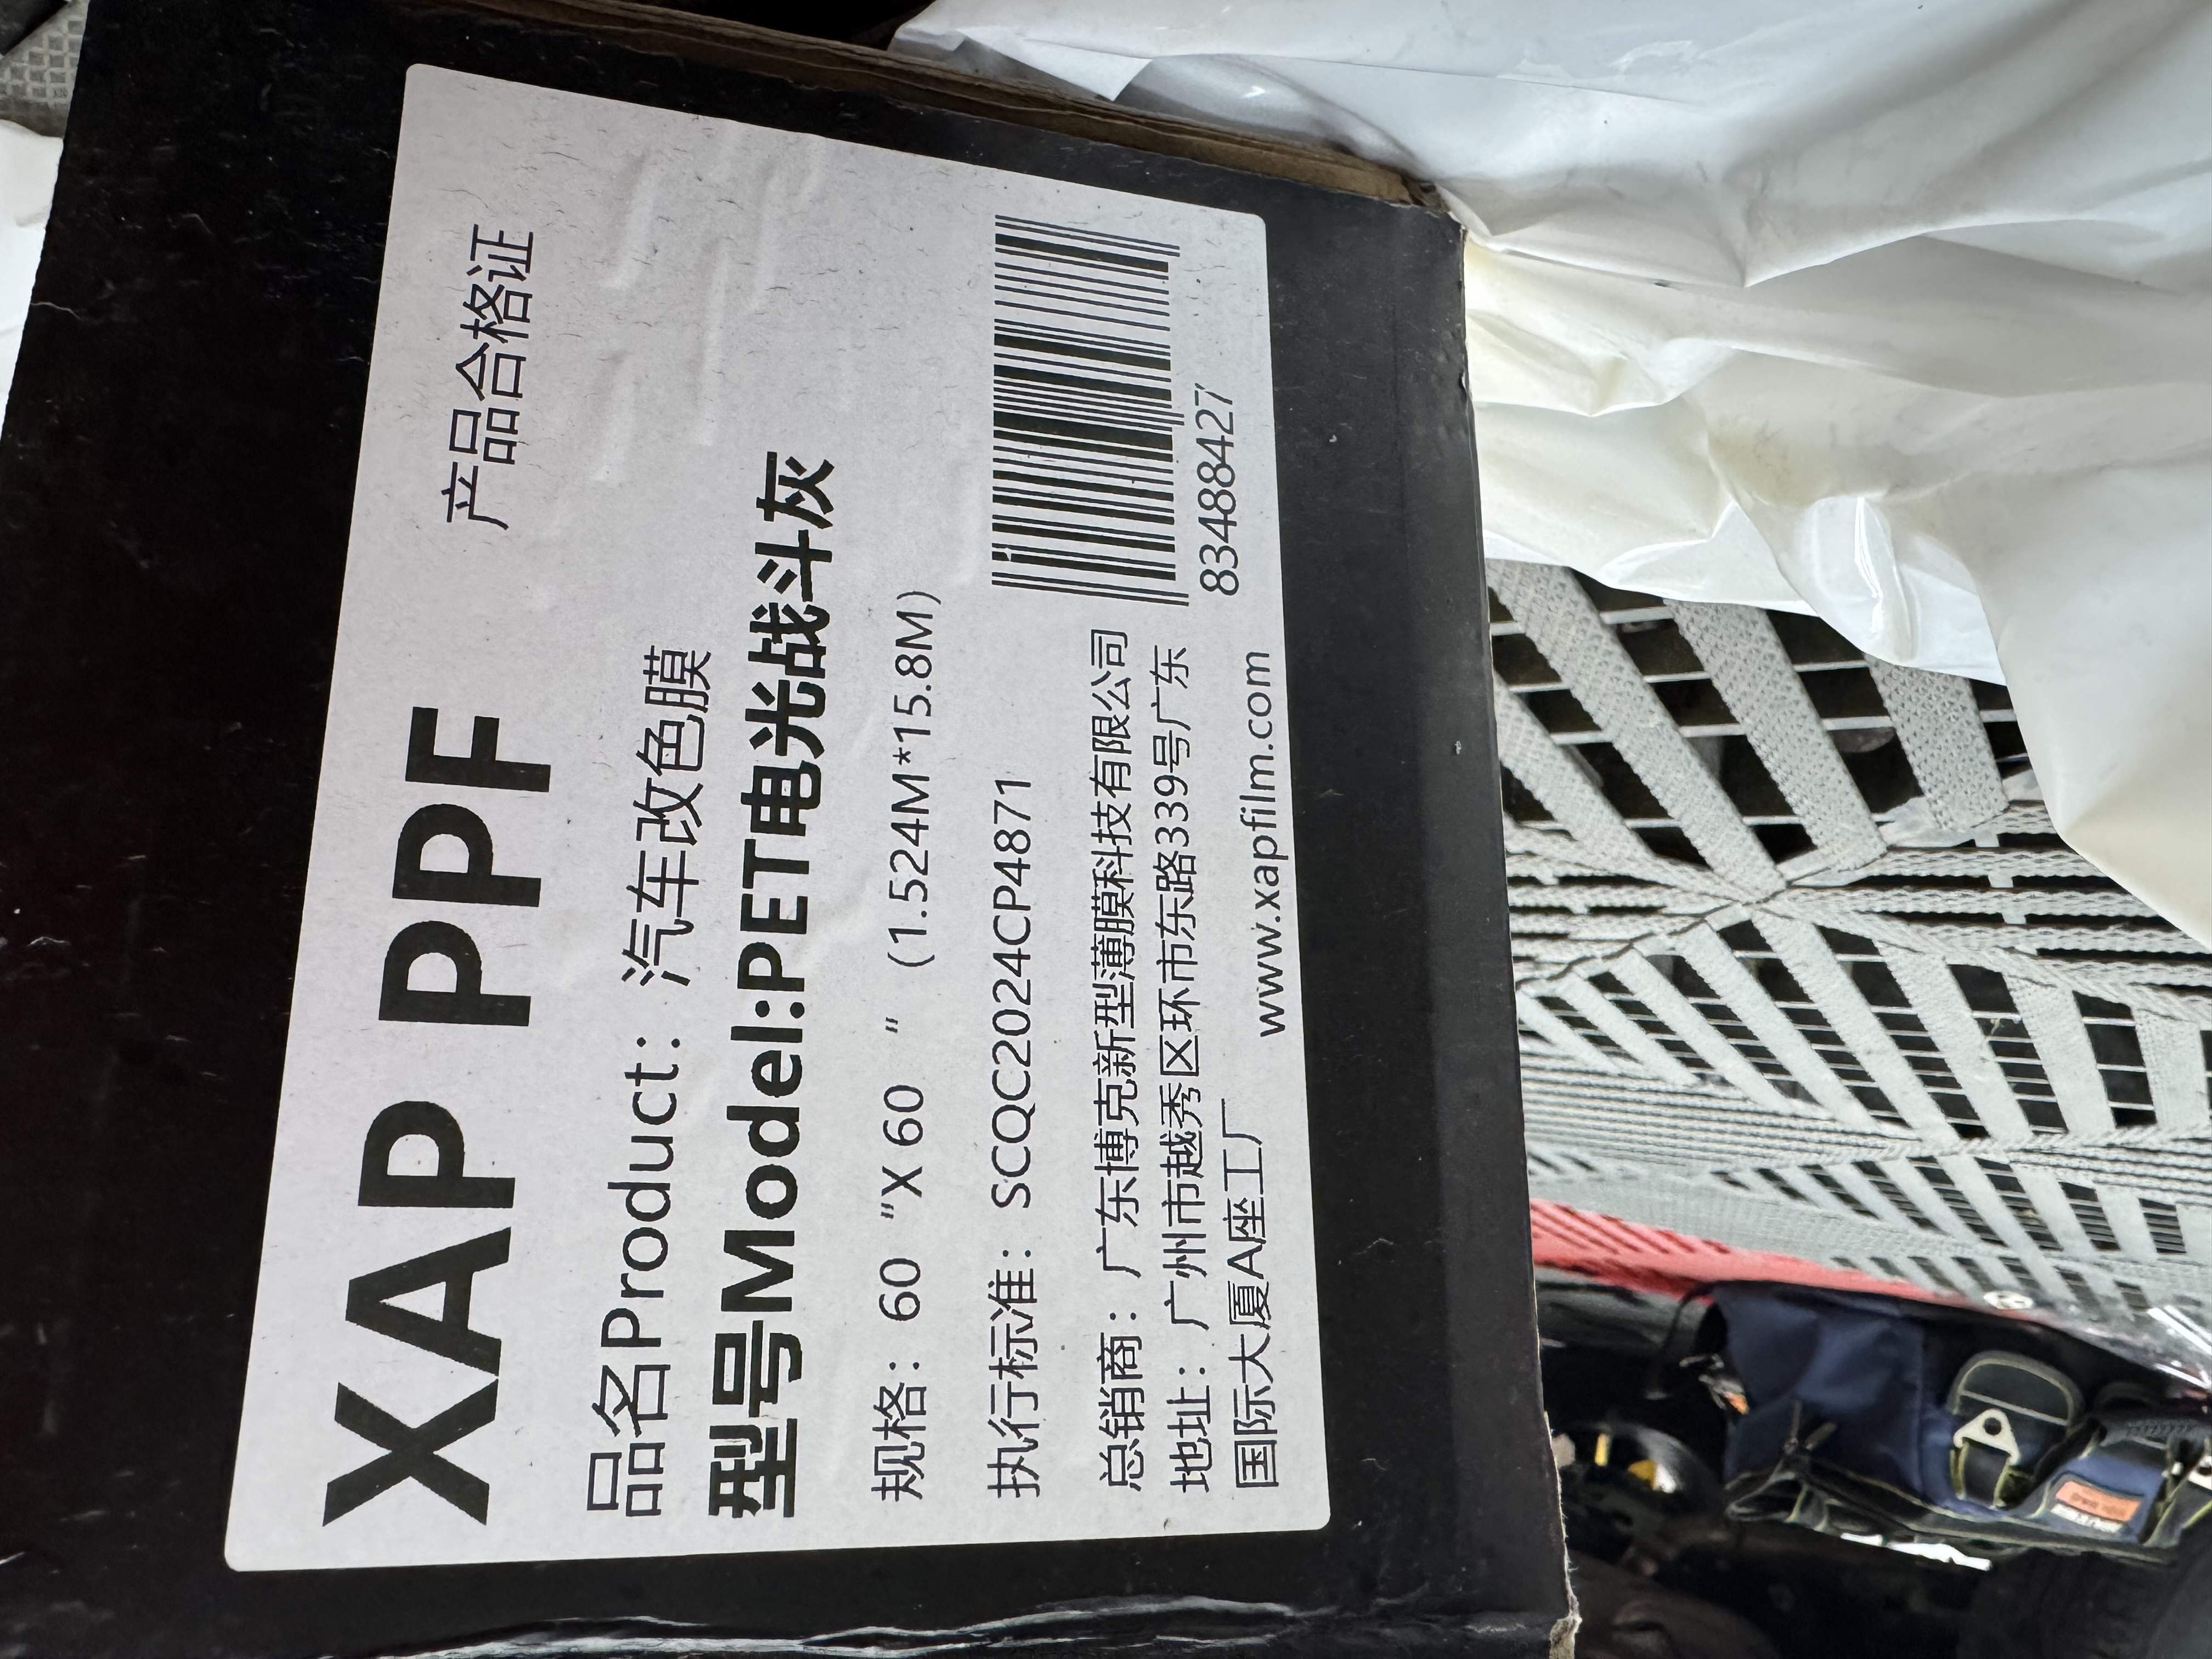 XAP PPF
产品合格证
品名Product：汽车改色膜
型号Model:PET电光战斗灰
规格：60 "X 60 " (1.524M*15.8M)
执行标准：SCQC2024CP4871
总销商：广东博克新型薄膜科技有限公司
地址：广州市越秀区环市东路339号广东
国际大厦A座工厂
www.xapfilm.com
83488427